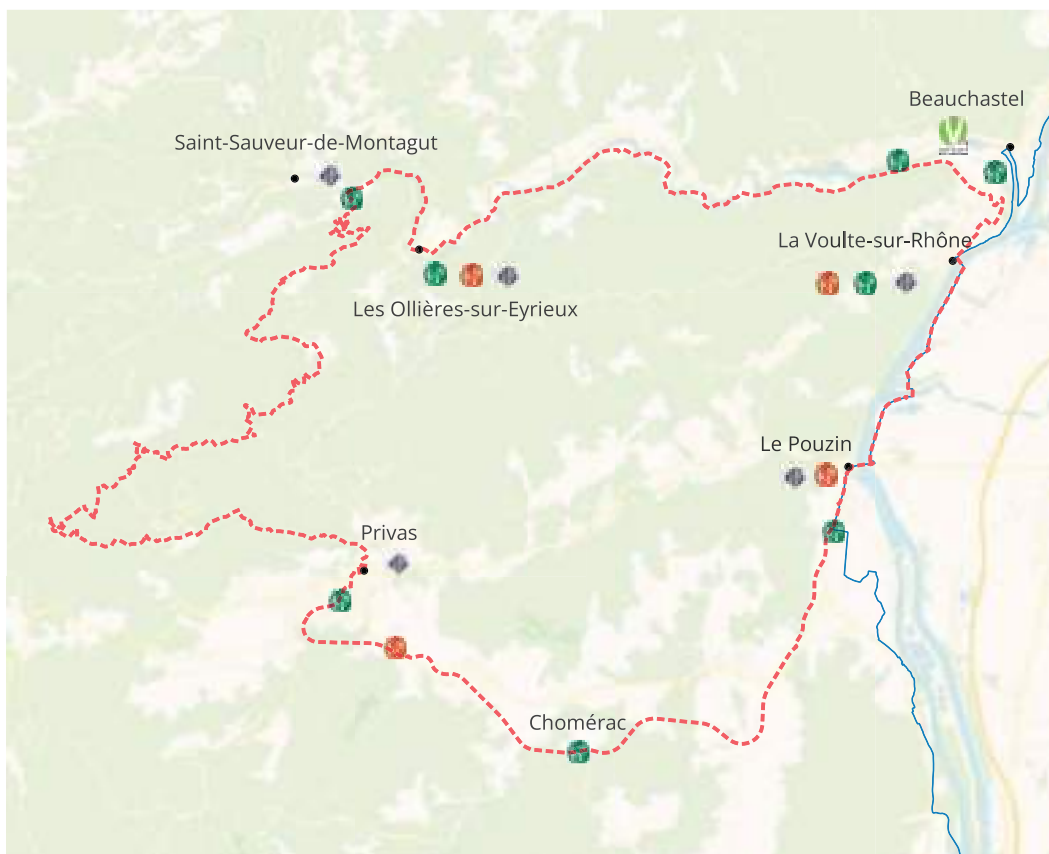 Beauchastel
Saint-Sauveur-de-Montagut
La Voulte-sur-Rhône
Les Ollières-sur-Eyrieux
Le Pouzin
Privas
Chomérac